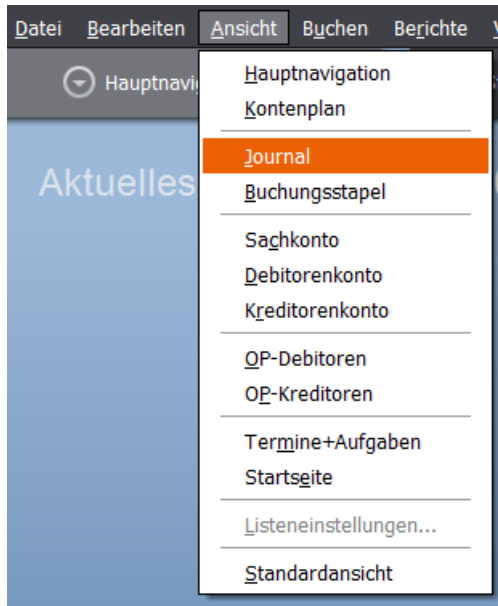 Datei Bearbeiten Ansicht Buchen Berichte
Hauptnavigation
Kontenplan
Journal
Buchungsstapel
Sachkonto
Debitorenkonto
Kreditorenkonto
OP-Debitoren
OP-Kreditoren
Termine+Aufgaben
Startseite
Listeneinstellungen...
Standardansicht
Hauptnavi
Aktuelles